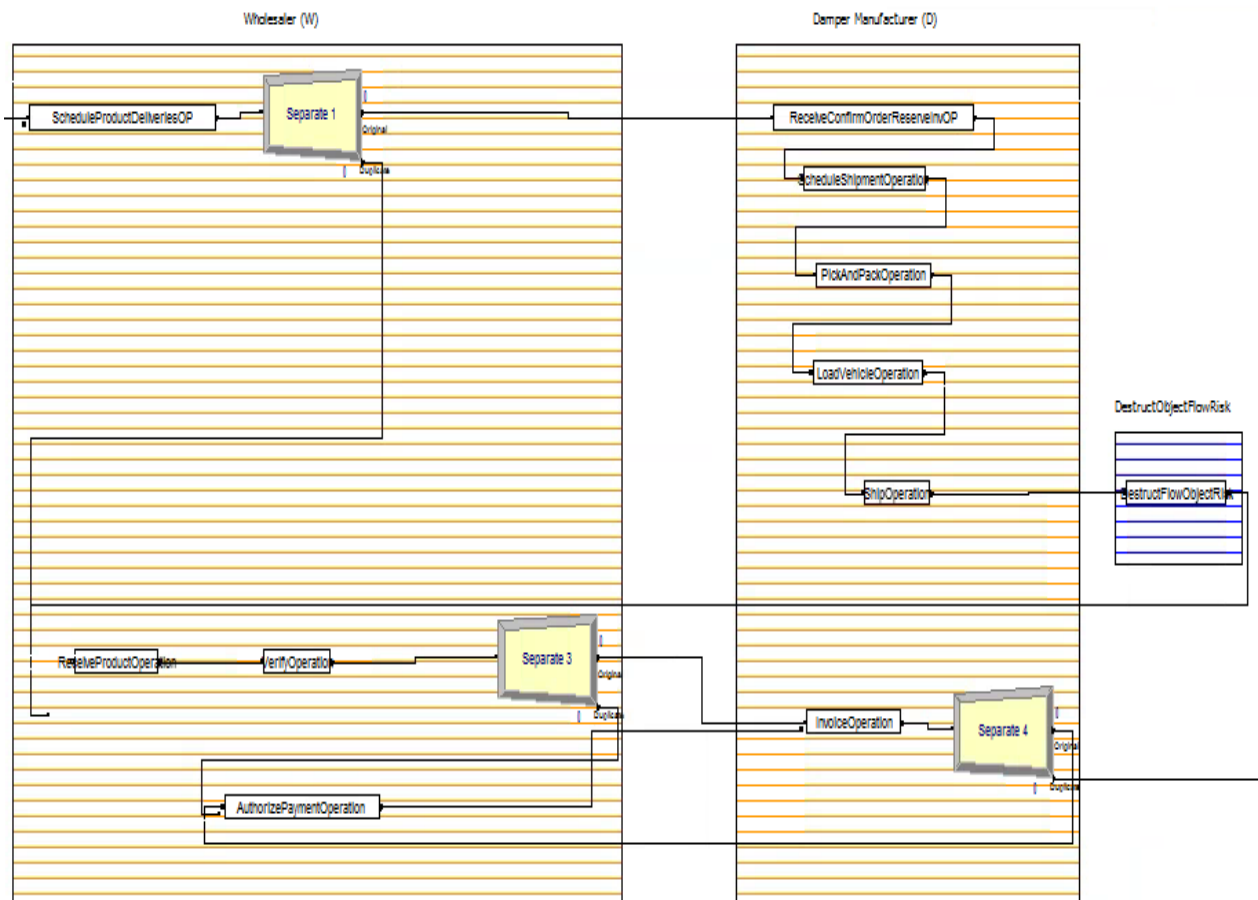 Wholesaler (W)
Damper Manufacturer (D)
ScheduleProductDeliveriesOP
Separate 1
Original
Duplicate
ReceiveConfirmOrderReserveInvOP
ScheduleShipmentOperation
PickAndPackOperation
LoadVehicleOperation
ShipOperation
DestructObjectFlowRisk
DestructFlowObjectRisk
ReceiveProductOperation
VerifyOperation
Separate 3
Original
Duplicate
InvoiceOperation
Separate 4
Original
Duplicate
AuthorizePaymentOperation